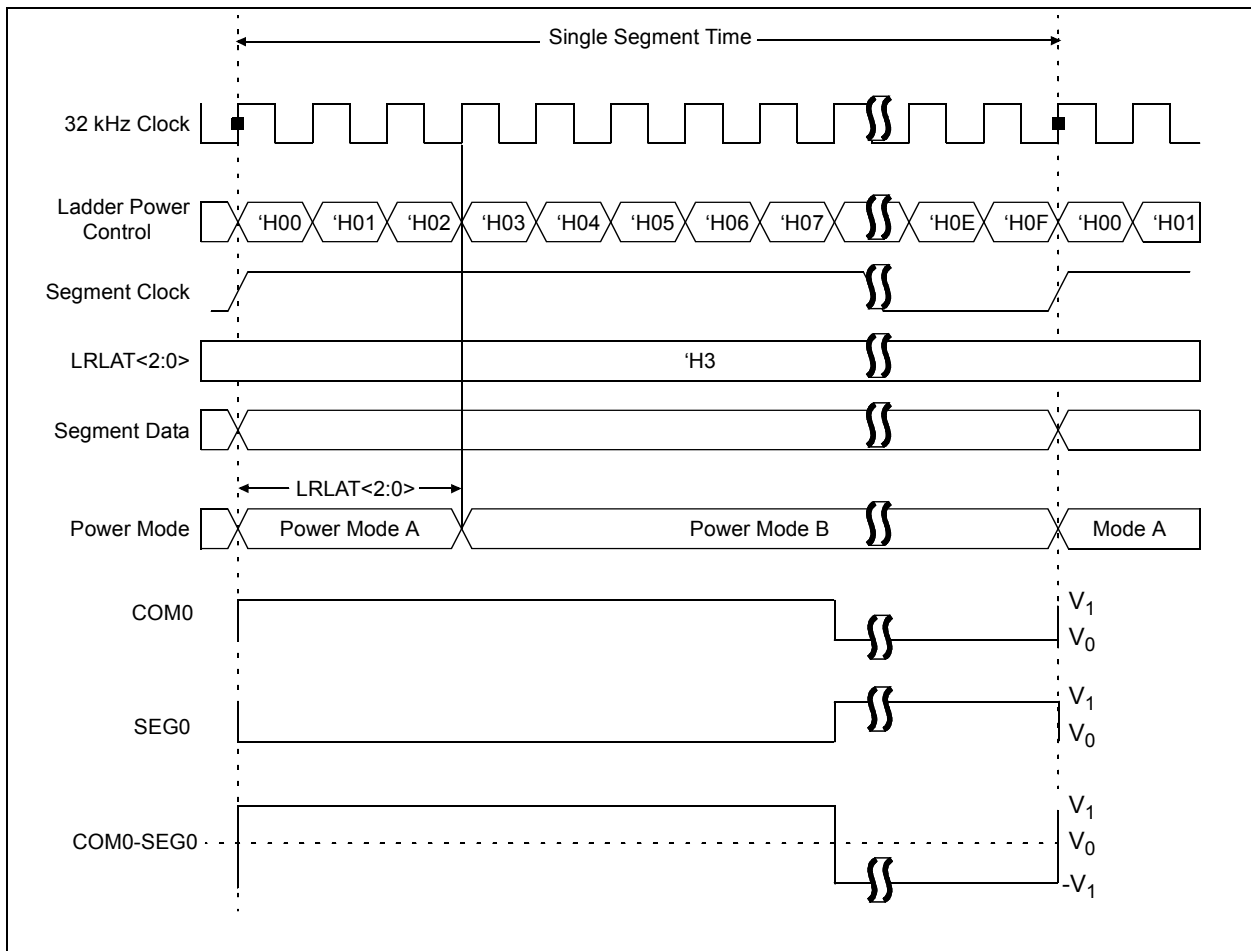 Single Segment Time
32 kHz Clock
Ladder Power
Control
‘H00 ‘H01 ‘H02 ‘H03 ‘H04 ‘H05 ‘H06 ‘H07 ‘H0E ‘H0F ‘H00 ‘H01
Segment Clock
LRLAT<2:0>
‘H3
Segment Data
LRLAT<2:0>
Power Mode
Power Mode A
Power Mode B
Mode A
COM0
V1
V0
SEG0
V1
V0
COM0-SEG0
V1
V0
-V1